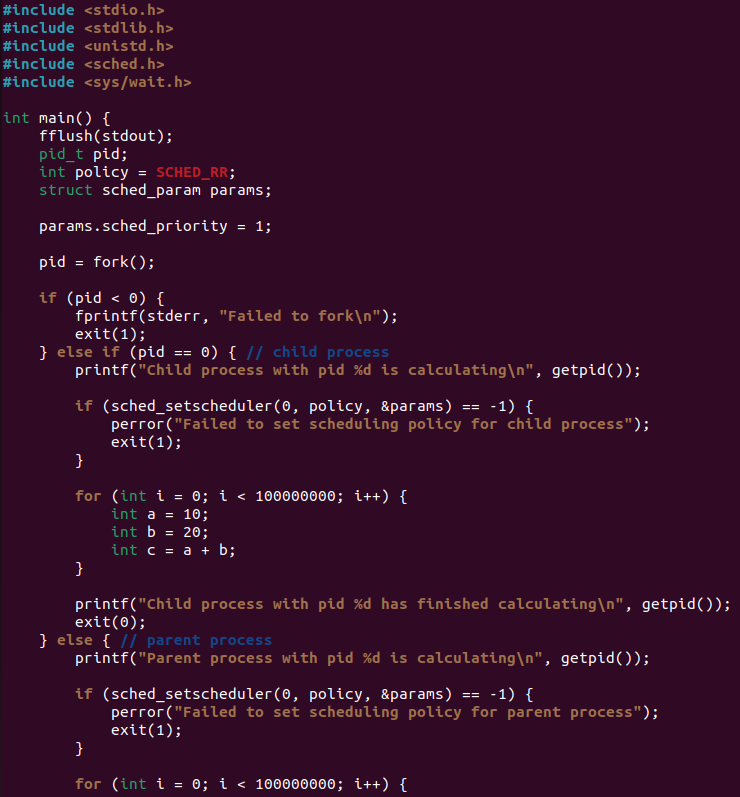 #include <stdio.h>
#include <stdlib.h>
#include <unistd.h>
#include <sched.h>
#include <sys/wait.h>

int main() {
    fflush(stdout);
    pid_t pid;
    int policy = SCHED_RR;
    struct sched_param params;

    params.sched_priority = 1;

    pid = fork();

    if (pid < 0) {
        fprintf(stderr, "Failed to fork\n");
        exit(1);
    } else if (pid == 0) { // child process
        printf("Child process with pid %d is calculating\n", getpid());

        if (sched_setscheduler(0, policy, &params) == -1) {
            perror("Failed to set scheduling policy for child process");
            exit(1);
        }

        for (int i = 0; i < 100000000; i++) {
            int a = 10;
            int b = 20;
            int c = a + b;
        }

        printf("Child process with pid %d has finished calculating\n", getpid());
        exit(0);
    } else { // parent process
        printf("Parent process with pid %d is calculating\n", getpid());

        if (sched_setscheduler(0, policy, &params) == -1) {
            perror("Failed to set scheduling policy for parent process");
            exit(1);
        }

        for (int i = 0; i < 100000000; i++) {